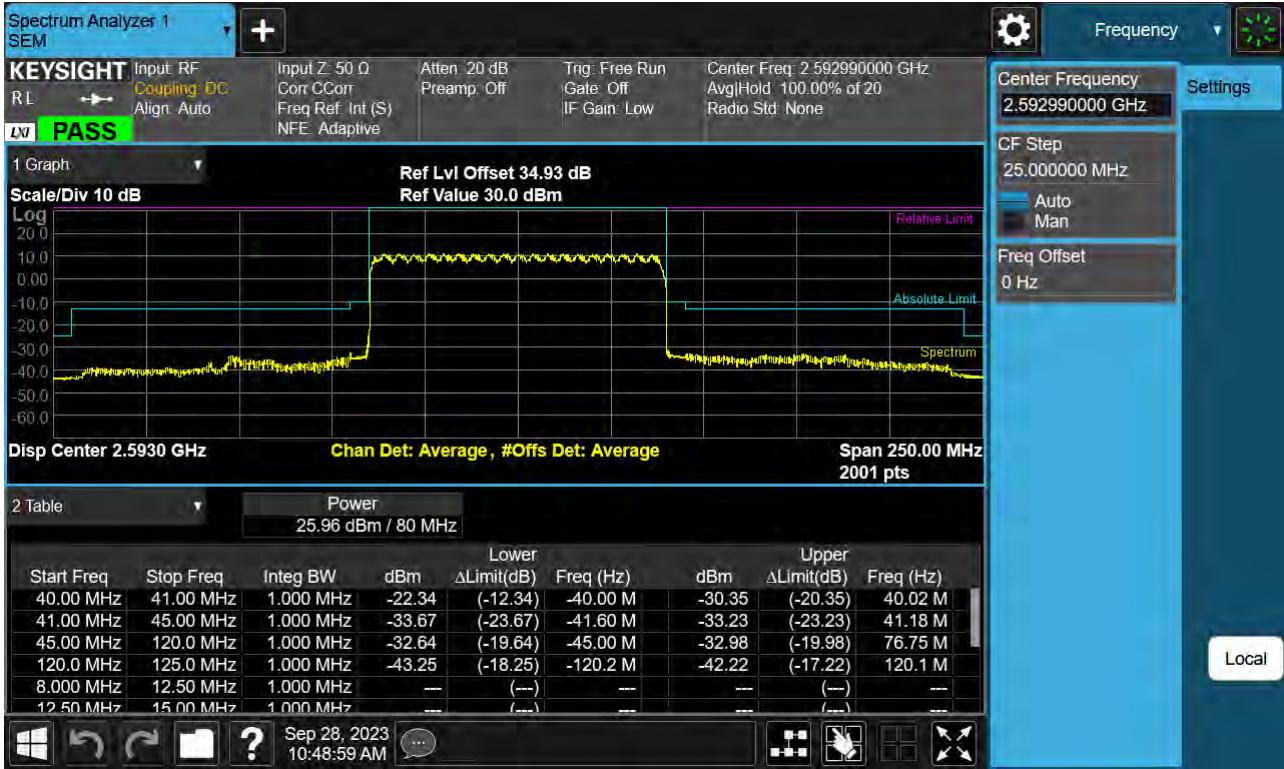 Spectrum Analyzer 1
SEM
Frequency
KEYSIGHT
Input: RF
Coupling: DC
Align: Auto
Input Z: 50 Ω
Corr CCorr
Freq Ref: Int (S)
NFE: Adaptive
Atten: 20 dB
Preamp: Off
Trig: Free Run
Gate: Off
IF Gain: Low
Center Freq: 2.592990000 GHz
Avg|Hold: 100.00% of 20
Radio Std: None
R L
LXI PASS
Center Frequency
2.592990000 GHz
Settings
CF Step
25.000000 MHz
Auto
Man
Freq Offset
0 Hz
Local
1 Graph
Scale/Div 10 dB
Ref Lvl Offset 34.93 dB
Ref Value 30.0 dBm
Log
20.0
10.0
0.00
-10.0
-20.0
-30.0
-40.0
-50.0
-60.0
Relative Limit
Absolute Limit
Spectrum
Disp Center 2.5930 GHz
Chan Det: Average , #Offs Det: Average
Span 250.00 MHz
2001 pts
2 Table
Power
25.96 dBm / 80 MHz
Lower Upper
Start Freq Stop Freq Integ BW dBm ΔLimit(dB) Freq (Hz) dBm ΔLimit(dB) Freq (Hz)
40.00 MHz 41.00 MHz 1.000 MHz -22.34 (-12.34) -40.00 M -30.35 (-20.35) 40.02 M
41.00 MHz 45.00 MHz 1.000 MHz -33.67 (-23.67) -41.60 M -33.23 (-23.23) 41.18 M
45.00 MHz 120.0 MHz 1.000 MHz -32.64 (-19.64) -45.00 M -32.98 (-19.98) 76.75 M
120.0 MHz 125.0 MHz 1.000 MHz -43.25 (-18.25) -120.2 M -42.22 (-17.22) 120.1 M
8.000 MHz 12.50 MHz 1.000 MHz --- (---) --- --- (---) ---
12.50 MHz 15.00 MHz 1.000 MHz --- (---) --- --- (---) ---
Sep 28, 2023
10:48:59 AM